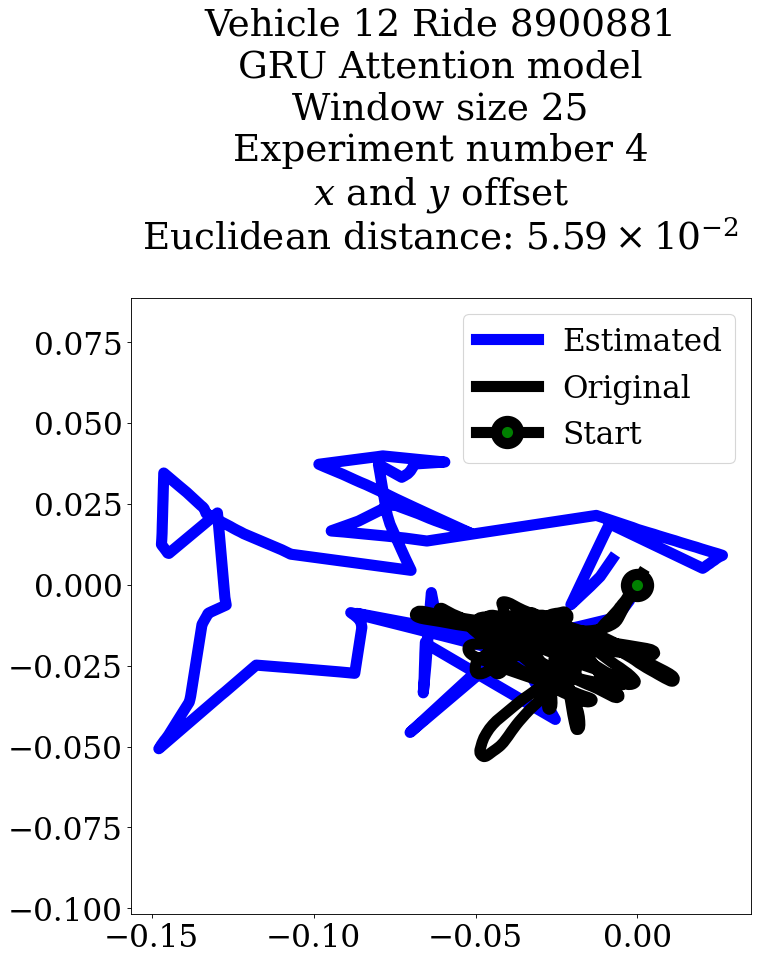 Vehicle 12 Ride 8900881
GRU Attention model
Window size 25
Experiment number 4
x and y offset
Euclidean distance: 5.59 × 10⁻²
Estimated
Original
Start
0.075
0.050
0.025
0.000
−0.025
−0.050
−0.075
−0.100
−0.15
−0.10
−0.05
0.00